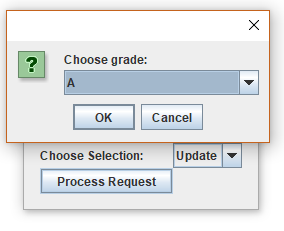 ?
Choose grade:
A
OK Cancel
Choose Selection: Update
Process Request